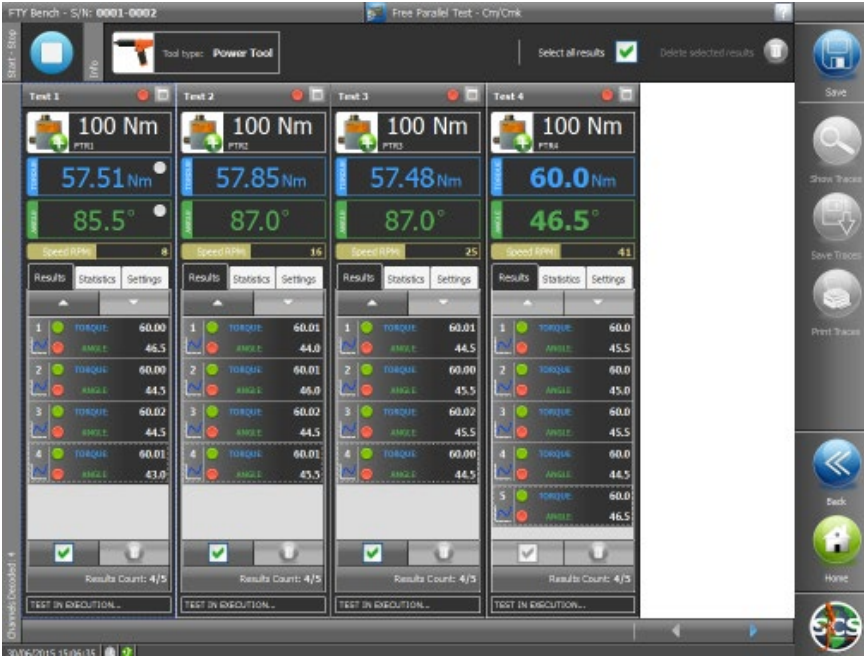 FTY Bench - S/N: 0001-0002
Free Parallel Test - Cm/Cmk
Start - Stop
Info
Tool type: Power Tool
Select all results
Delete selected results
Save
Show Traces
Save Traces
Print Traces
Back
Home
SCS
Test 1
100 Nm
PTR1
TORQUE
57.51 Nm
ANGLE
85.5°
Speed RPM: 8
Results Statistics Settings
1 TORQUE: 60.00
ANGLE: 46.5
2 TORQUE: 60.00
ANGLE: 44.5
3 TORQUE: 60.02
ANGLE: 44.5
4 TORQUE: 60.01
ANGLE: 43.0
Results Count: 4/5
TEST IN EXECUTION...
Test 2
100 Nm
PTR2
TORQUE
57.85 Nm
ANGLE
87.0°
Speed RPM: 16
Results Statistics Settings
1 TORQUE: 60.01
ANGLE: 44.0
2 TORQUE: 60.01
ANGLE: 46.0
3 TORQUE: 60.02
ANGLE: 44.5
4 TORQUE: 60.01
ANGLE: 45.5
Results Count: 4/5
TEST IN EXECUTION...
Test 3
100 Nm
PTR3
TORQUE
57.48 Nm
ANGLE
87.0°
Speed RPM: 25
Results Statistics Settings
1 TORQUE: 60.01
ANGLE: 44.5
2 TORQUE: 60.00
ANGLE: 45.5
3 TORQUE: 60.02
ANGLE: 45.5
4 TORQUE: 60.00
ANGLE: 44.5
Results Count: 4/5
TEST IN EXECUTION...
Test 4
100 Nm
PTR4
TORQUE
60.0 Nm
ANGLE
46.5°
Speed RPM: 41
Results Statistics Settings
1 TORQUE: 60.0
ANGLE: 45.5
2 TORQUE: 60.0
ANGLE: 45.0
3 TORQUE: 60.0
ANGLE: 45.5
4 TORQUE: 60.0
ANGLE: 44.5
5 TORQUE: 60.0
ANGLE: 46.5
Results Count: 4/5
TEST IN EXECUTION...
Channels Decoded: 4
30/06/2015 15:06:35